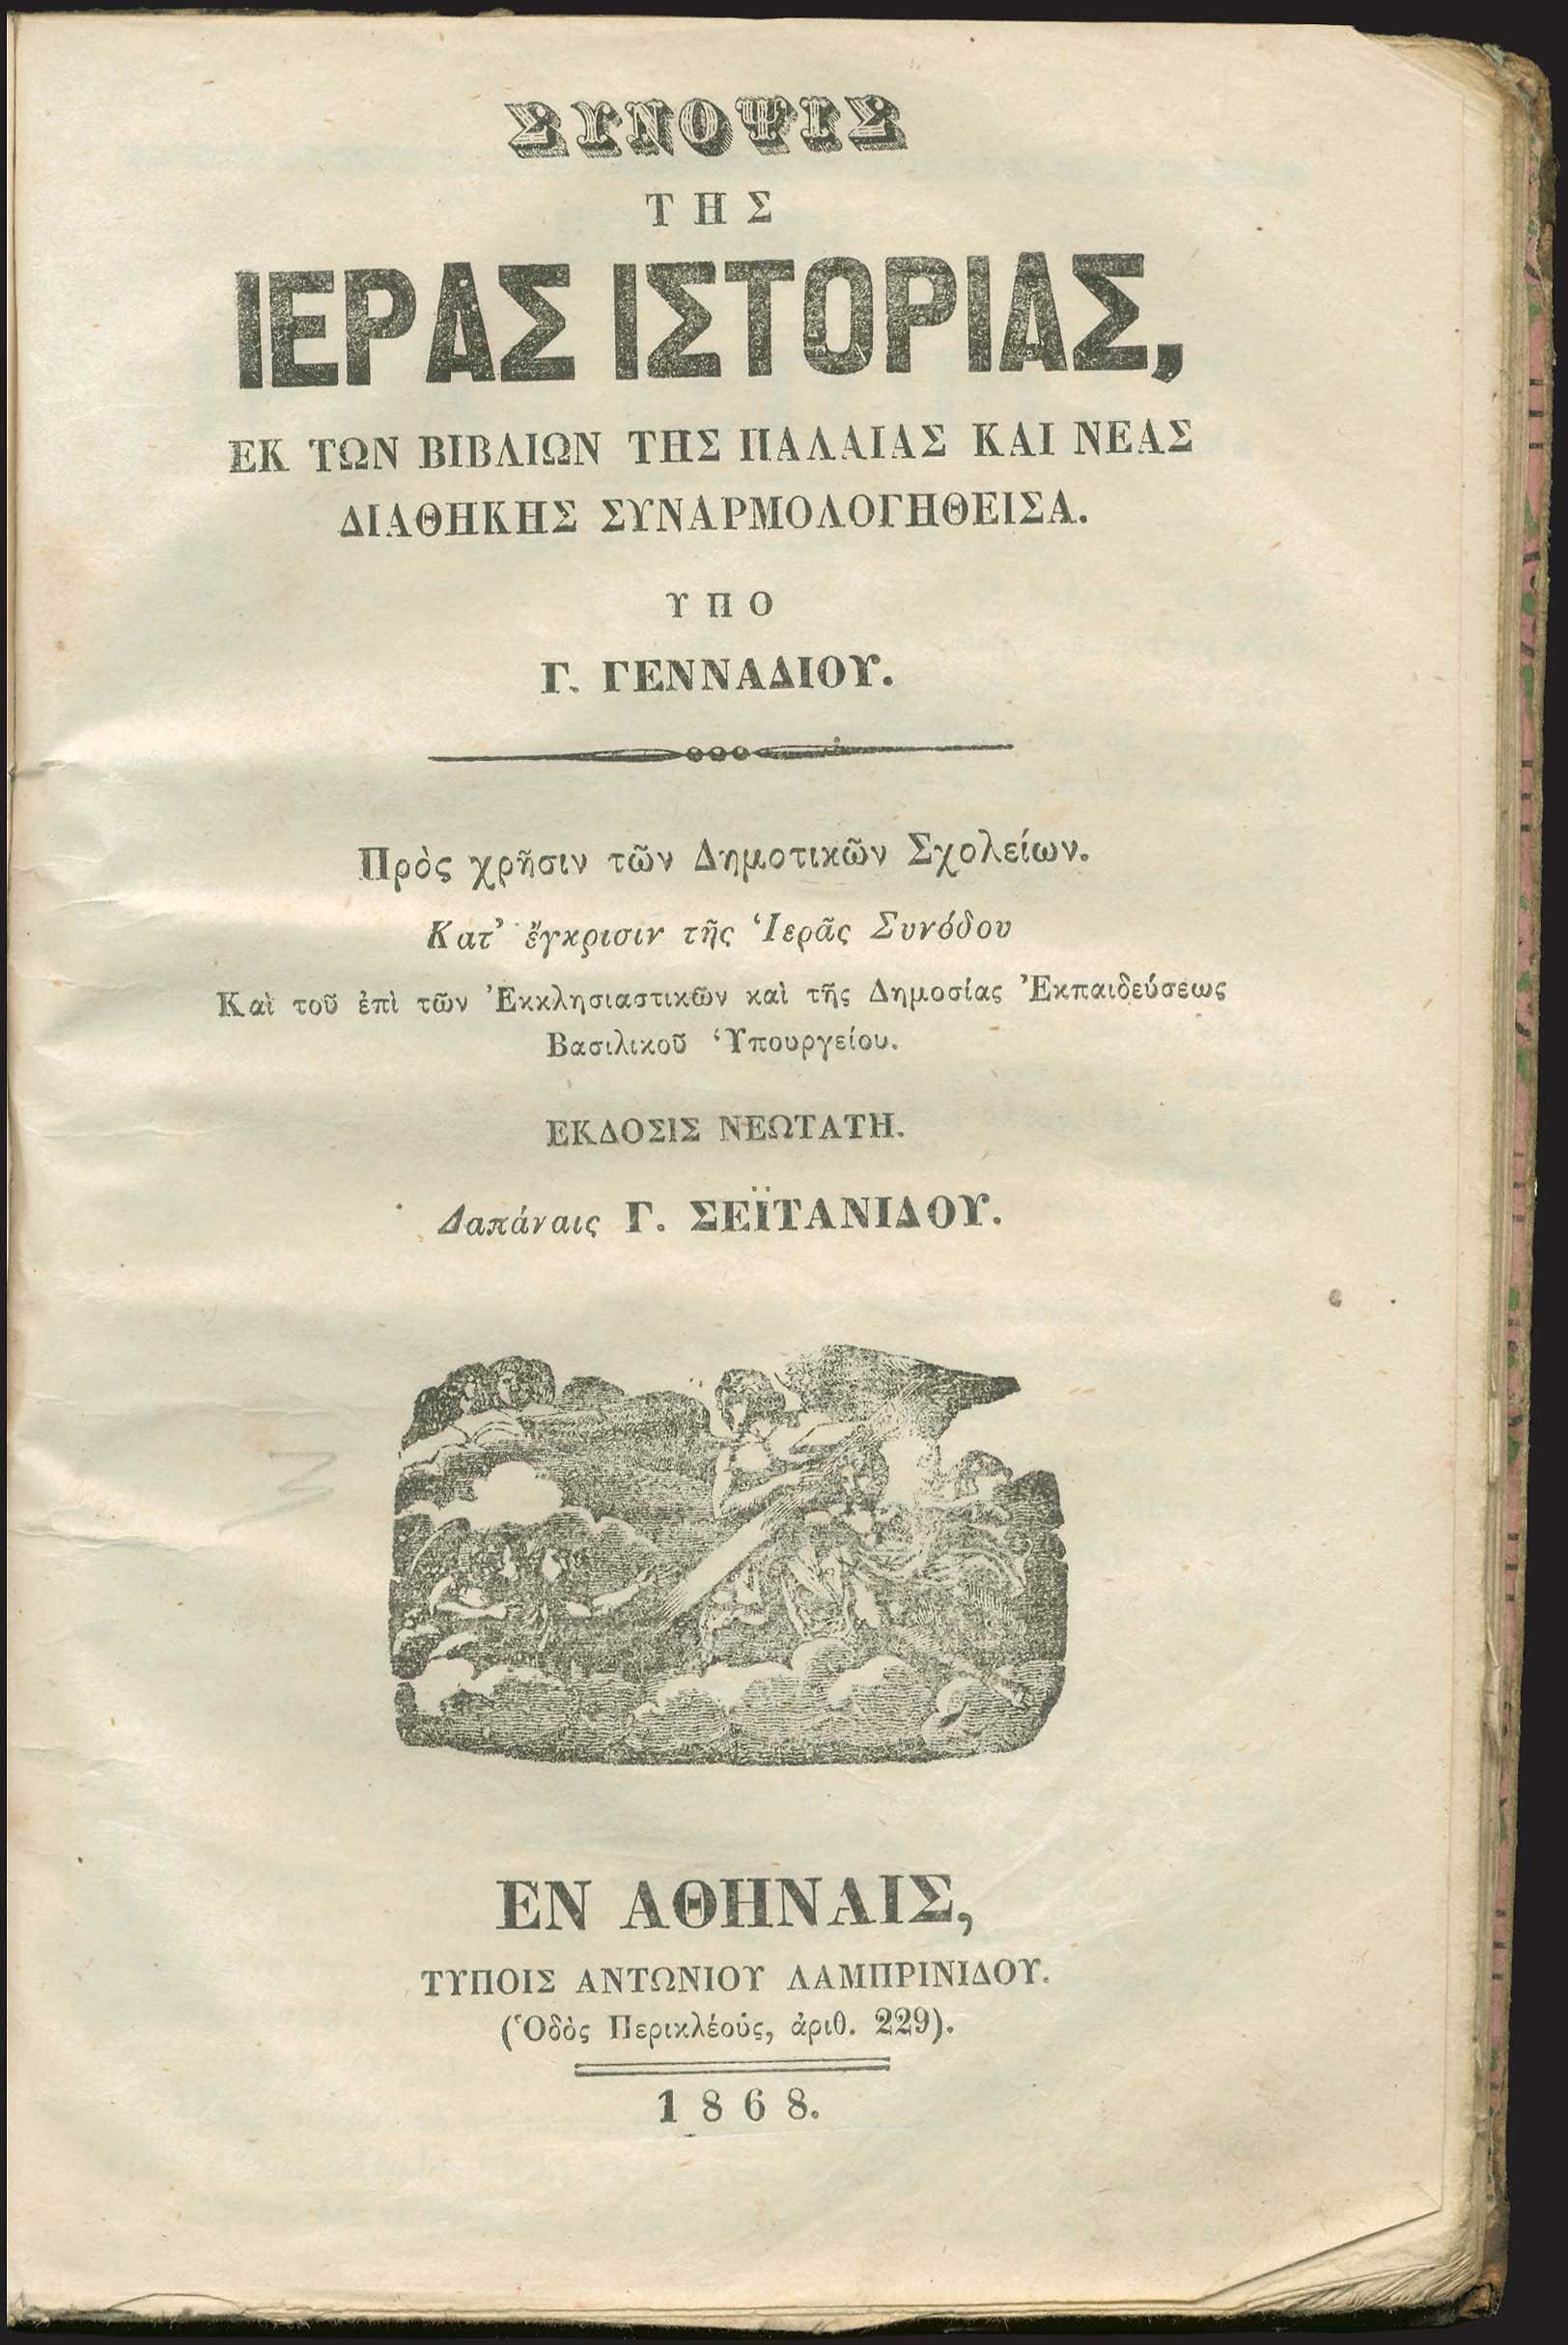 ΣΥΝΟΨΙΣ
ΤΗΣ
ΙΕΡΑΣ ΙΣΤΟΡΙΑΣ,
ΕΚ ΤΩΝ ΒΙΒΛΙΩΝ ΤΗΣ ΠΑΛΑΙΑΣ ΚΑΙ ΝΕΑΣ
ΔΙΑΘΗΚΗΣ ΣΥΝΑΡΜΟΛΟΓΗΘΕΙΣΑ.
ΥΠΟ
Γ. ΓΕΝΝΑΔΙΟΥ.
Πρὸς χρῆσιν τῶν Δημοτικῶν Σχολείων.
Κατ’ ἔγκρισιν τῆς Ἱερᾶς Συνόδου
Καὶ τοῦ ἐπὶ τῶν Ἐκκλησιαστικῶν καὶ τῆς Δημοσίας Ἐκπαιδεύσεως
Βασιλικοῦ Ὑπουργείου.
ΕΚΔΟΣΙΣ ΝΕΩΤΑΤΗ.
Δαπάναις Γ. ΣΕΪΤΑΝΙΔΟΥ.
ΕΝ ΑΘΗΝΑΙΣ,
ΤΥΠΟΙΣ ΑΝΤΩΝΙΟΥ ΛΑΜΠΡΙΝΙΔΟΥ.
(Ὁδὸς Περικλέους, ἀριθ. 229).
1868.